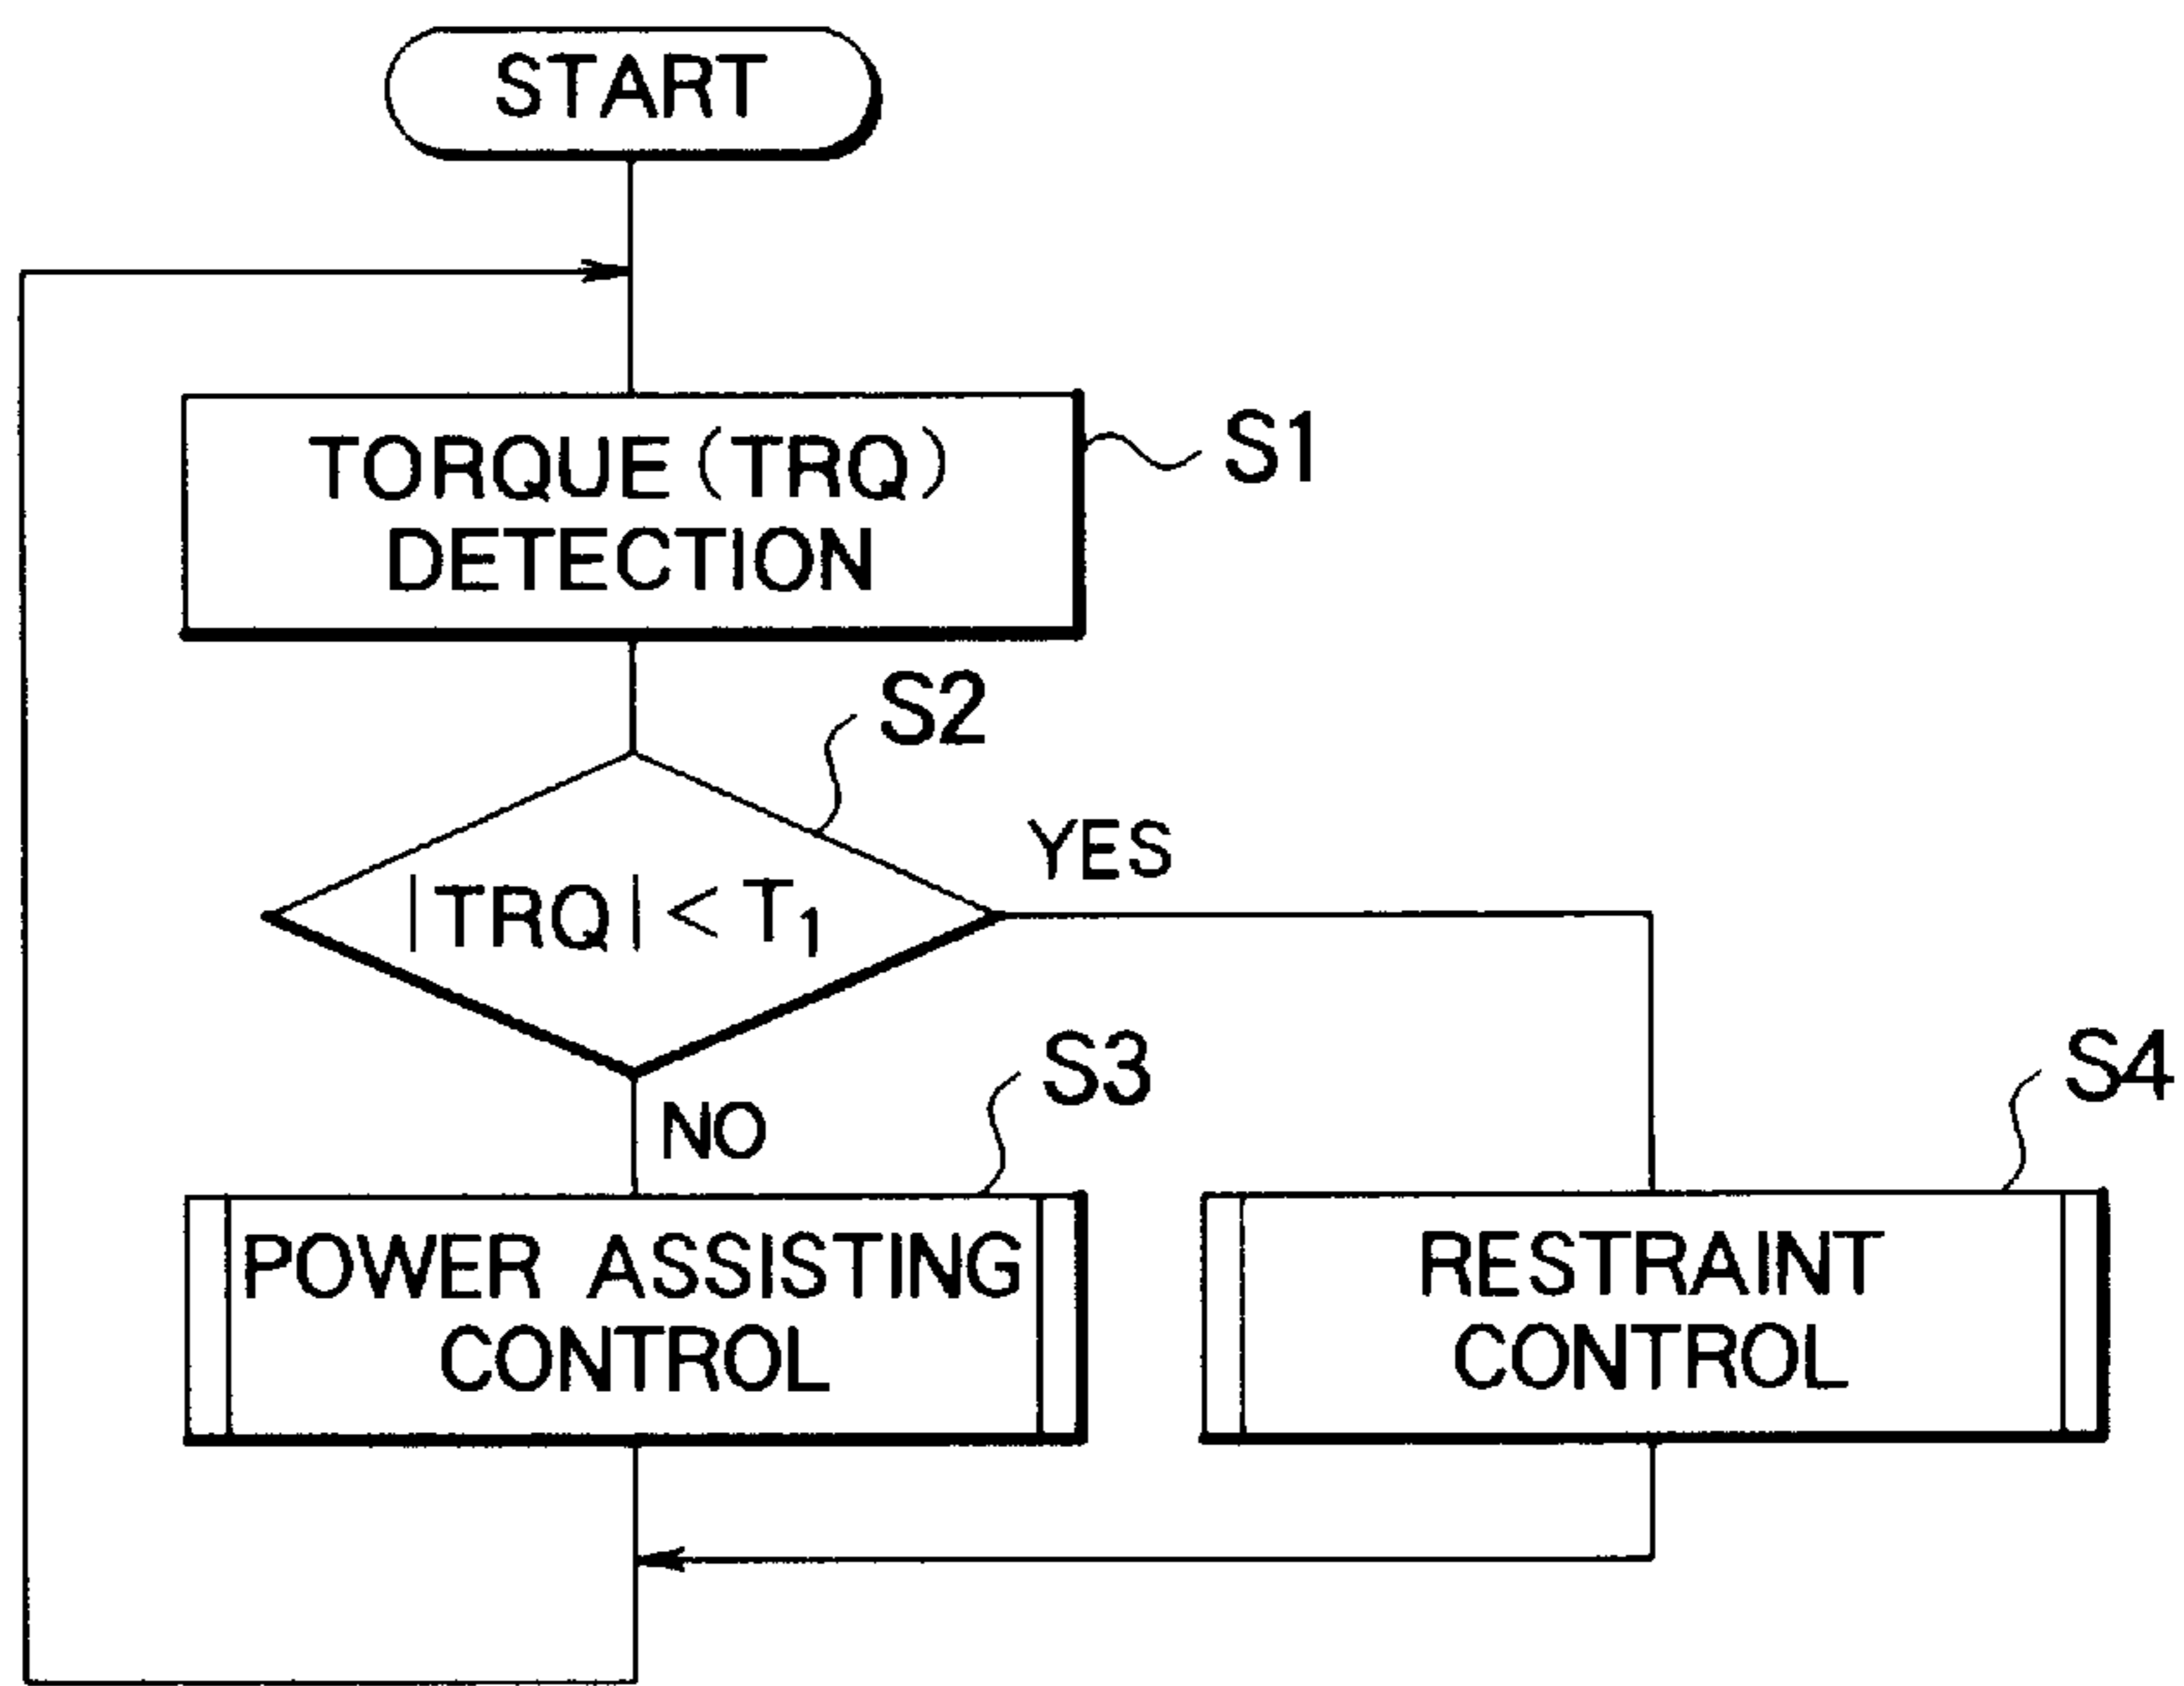 START
TORQUE (TRQ)
DETECTION
S1
S2
|TRQ| < T₁
YES
NO
S3
POWER ASSISTING
CONTROL
S4
RESTRAINT
CONTROL